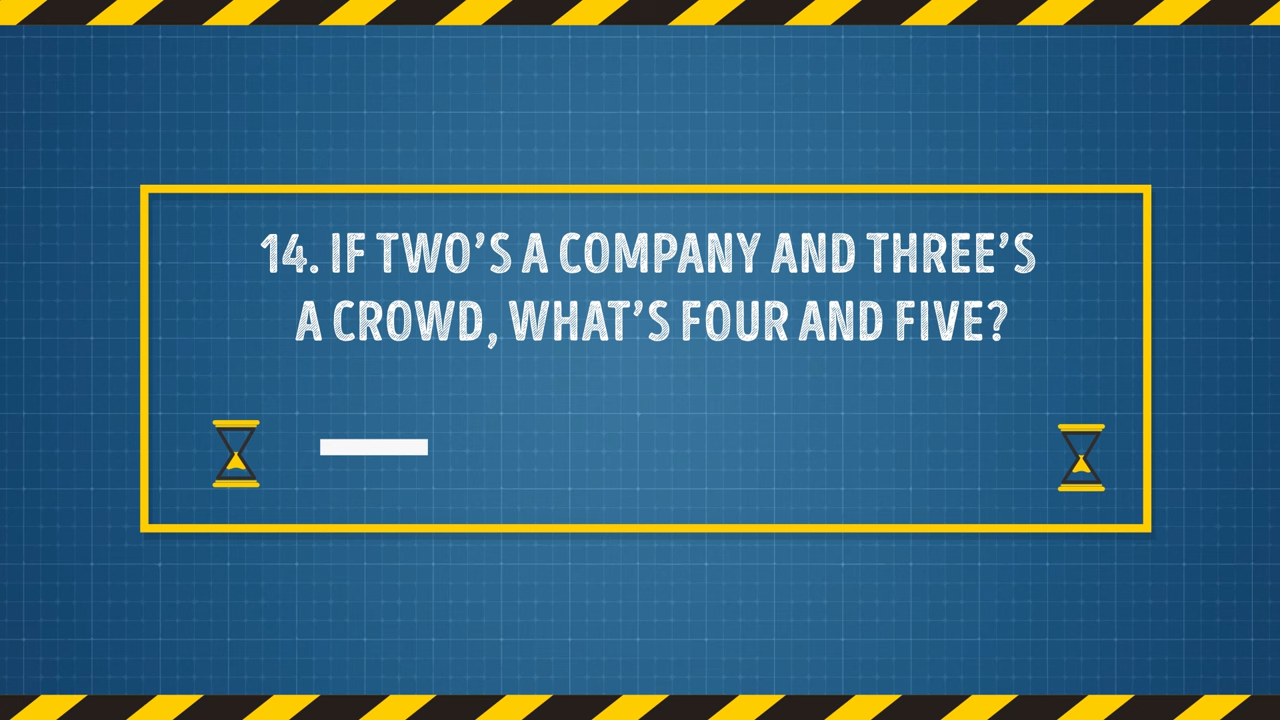 14. IF TWO’S A COMPANY AND THREE’S
A CROWD, WHAT’S FOUR AND FIVE?